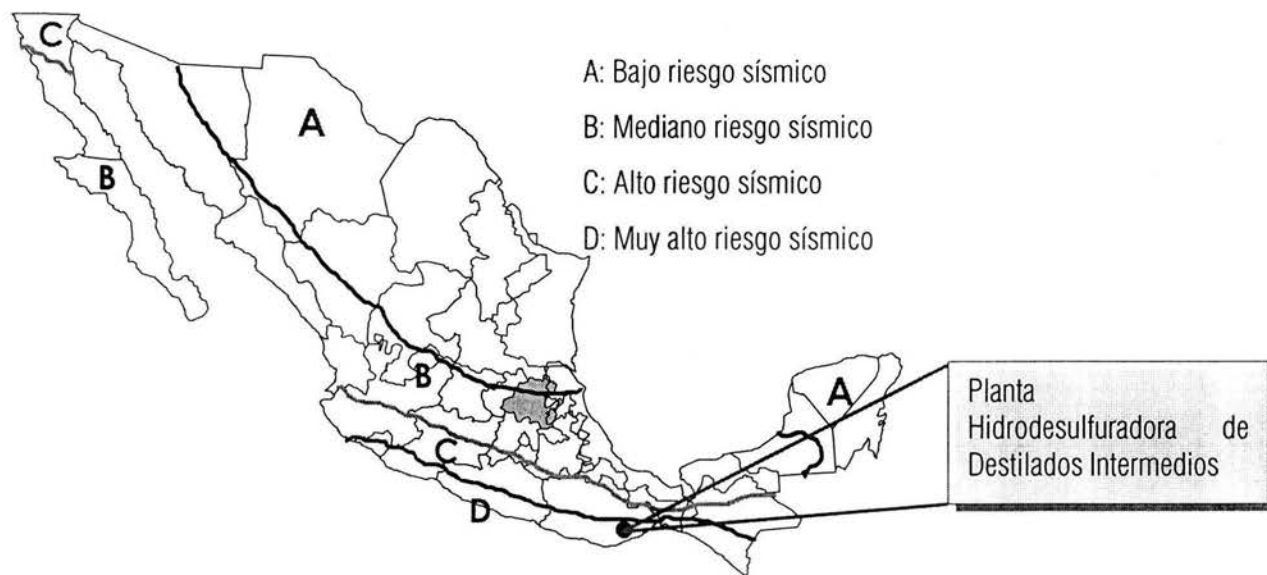 C
A: Bajo riesgo sísmico
A
B: Mediano riesgo sísmico
B
C: Alto riesgo sísmico
D: Muy alto riesgo sísmico
B
A
Planta
Hidrodesulfuradora de
Destilados Intermedios
C
D